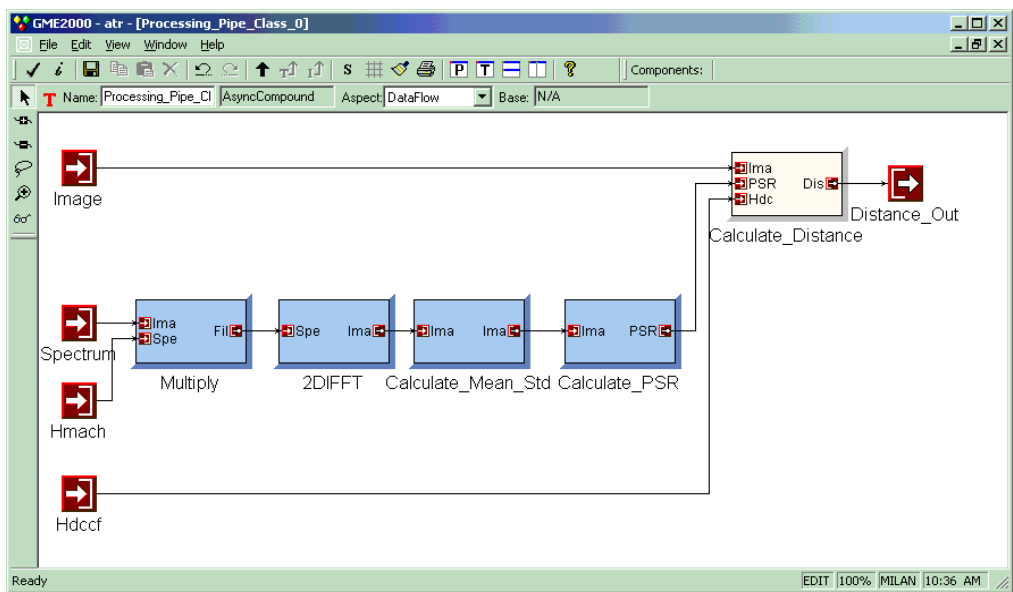 GME2000 - atr - [Processing_Pipe_Class_0]
File Edit View Window Help
S P T ? Components:
T Name: Processing_Pipe_Cl AsyncCompound Aspect: DataFlow Base: N/A
Image
Ima
PSR Dis
Hdc
Distance_Out
Calculate_Distance
Ima Fil
Spe
Spe Ima
Ima Ima
Ima PSR
Spectrum
Multiply 2DIFFT Calculate_Mean_Std Calculate_PSR
Hmach
Hdccf
Ready EDIT 100% MILAN 10:36 AM